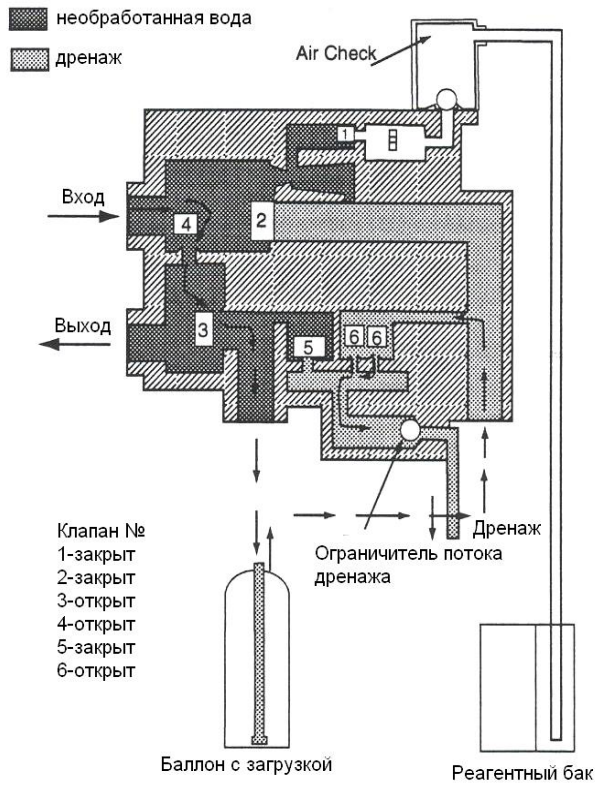 необработанная вода
дренаж
Air Check
1
Вход
4
2
Выход
3
5
6 6
Клапан №
1-закрыт
2-закрыт
3-открыт
4-открыт
5-закрыт
6-открыт
Дренаж
Ограничитель потока
дренажа
Баллон с загрузкой
Реагентный бак